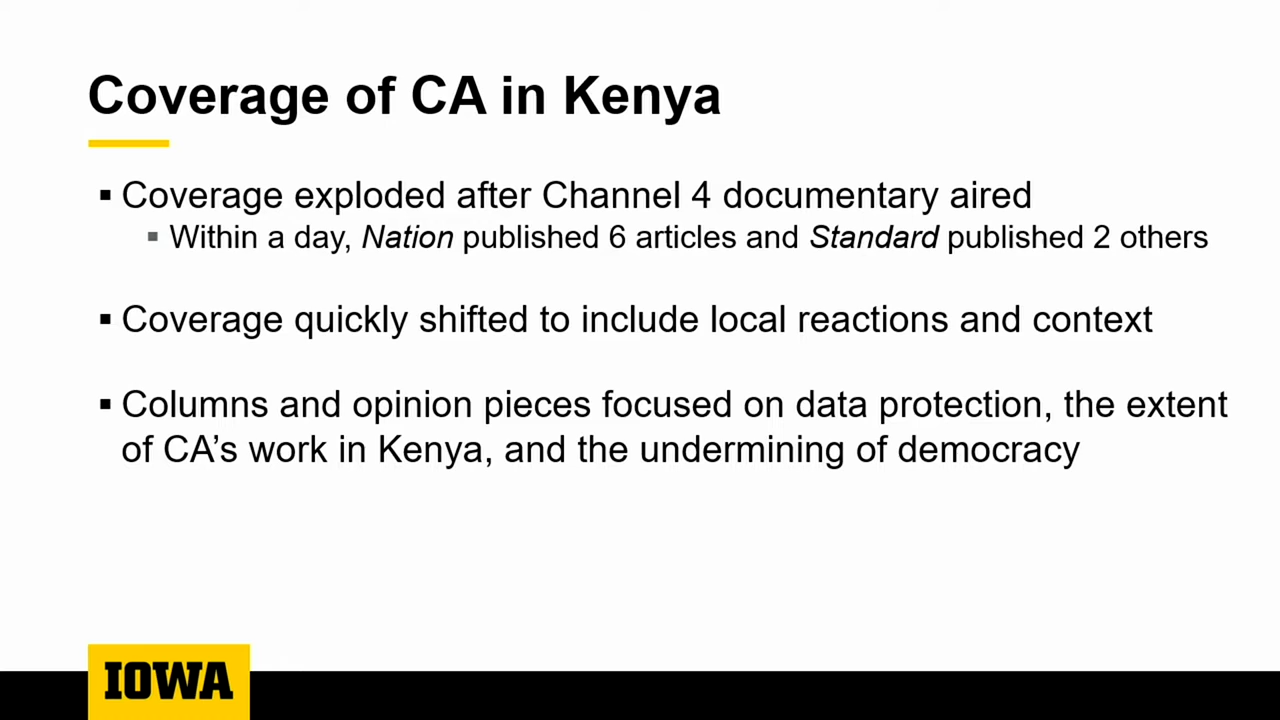 Coverage of CA in Kenya
▪ Coverage exploded after Channel 4 documentary aired
▪ Within a day, Nation published 6 articles and Standard published 2 others
▪ Coverage quickly shifted to include local reactions and context
▪ Columns and opinion pieces focused on data protection, the extent
of CA’s work in Kenya, and the undermining of democracy
IOWA